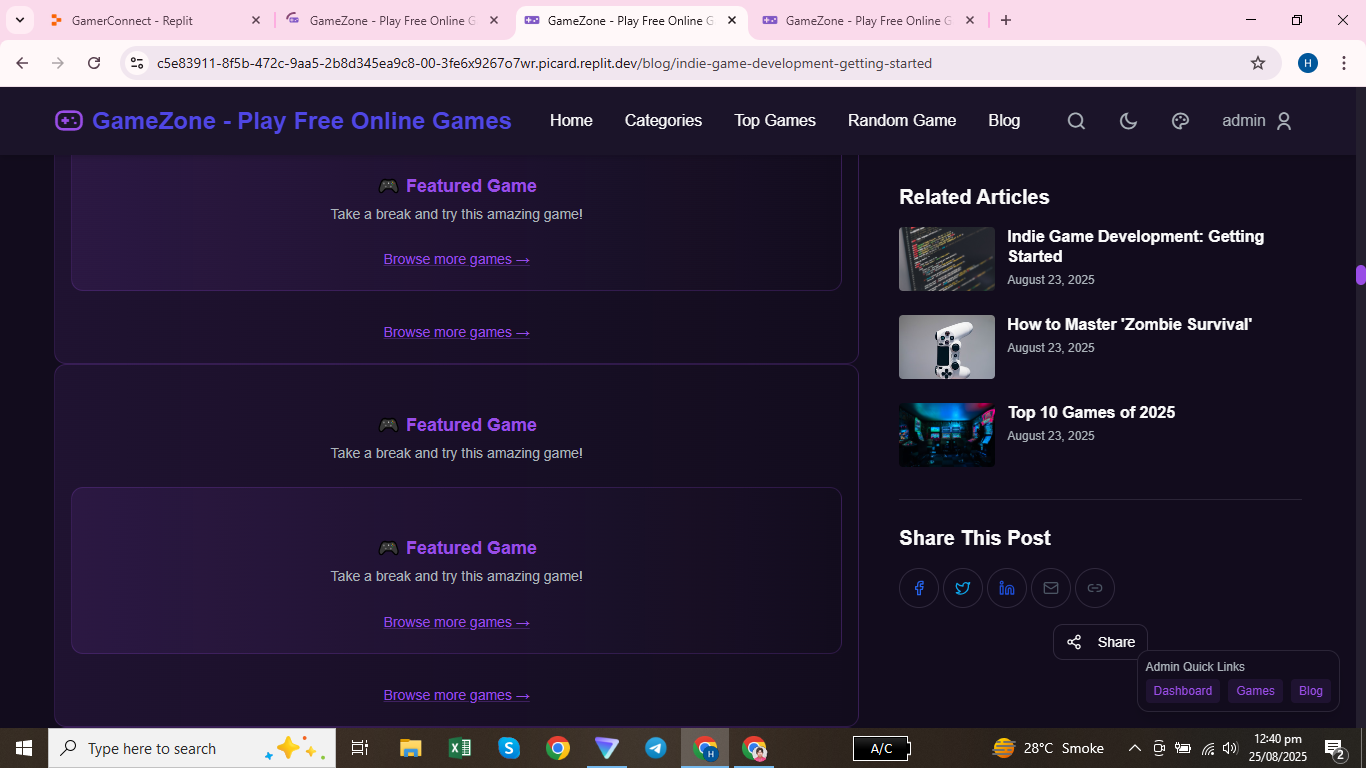 GamerConnect - Replit
GameZone - Play Free Online G
GameZone - Play Free Online G
GameZone - Play Free Online G
c5e83911-8f5b-472c-9aa5-2b8d345ea9c8-00-3fe6x9267o7wr.picard.replit.dev/blog/indie-game-development-getting-started
H
GameZone - Play Free Online Games
Home
Categories
Top Games
Random Game
Blog
admin
Featured Game
Take a break and try this amazing game!
Browse more games →
Browse more games →
Featured Game
Take a break and try this amazing game!
Featured Game
Take a break and try this amazing game!
Browse more games →
Browse more games →
Related Articles
Indie Game Development: Getting
Started
August 23, 2025
How to Master 'Zombie Survival'
August 23, 2025
Top 10 Games of 2025
August 23, 2025
Share This Post
Share
Admin Quick Links
Dashboard
Games
Blog
Type here to search
A/C
28°C Smoke
12:40 pm
25/08/2025
2